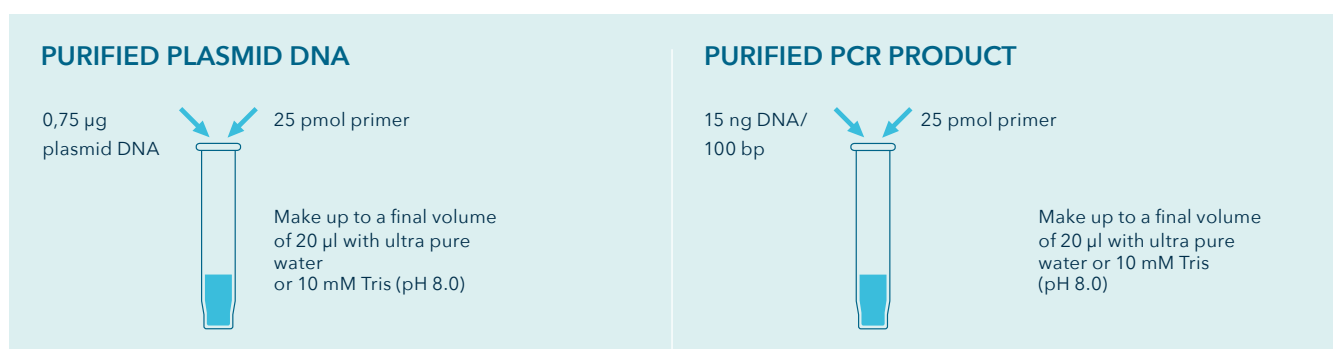 PURIFIED PLASMID DNA
0,75 µg
plasmid DNA
25 pmol primer
Make up to a final volume
of 20 µl with ultra pure
water
or 10 mM Tris (pH 8.0)
PURIFIED PCR PRODUCT
15 ng DNA/
100 bp
25 pmol primer
Make up to a final volume
of 20 µl with ultra pure
water or 10 mM Tris
(pH 8.0)